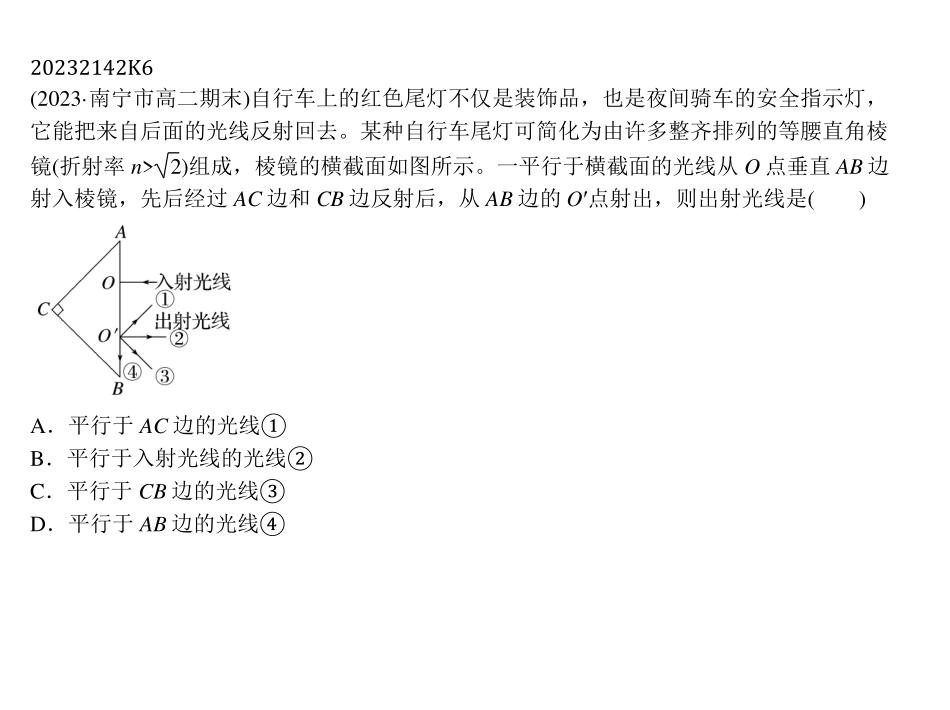 20232142K6
(2023·南宁市高二期末)自行车上的红色尾灯不仅是装饰品，也是夜间骑车的安全指示灯，
它能把来自后面的光线反射回去。某种自行车尾灯可简化为由许多整齐排列的等腰直角棱
镜(折射率 n>√2)组成，棱镜的横截面如图所示。一平行于横截面的光线从 O 点垂直 AB 边
射入棱镜，先后经过 AC 边和 CB 边反射后，从 AB 边的 O′点射出，则出射光线是(　　)
A
O
入射光线
①
C
出射光线
O′
②
④
③
B
A．平行于 AC 边的光线①
B．平行于入射光线的光线②
C．平行于 CB 边的光线③
D．平行于 AB 边的光线④